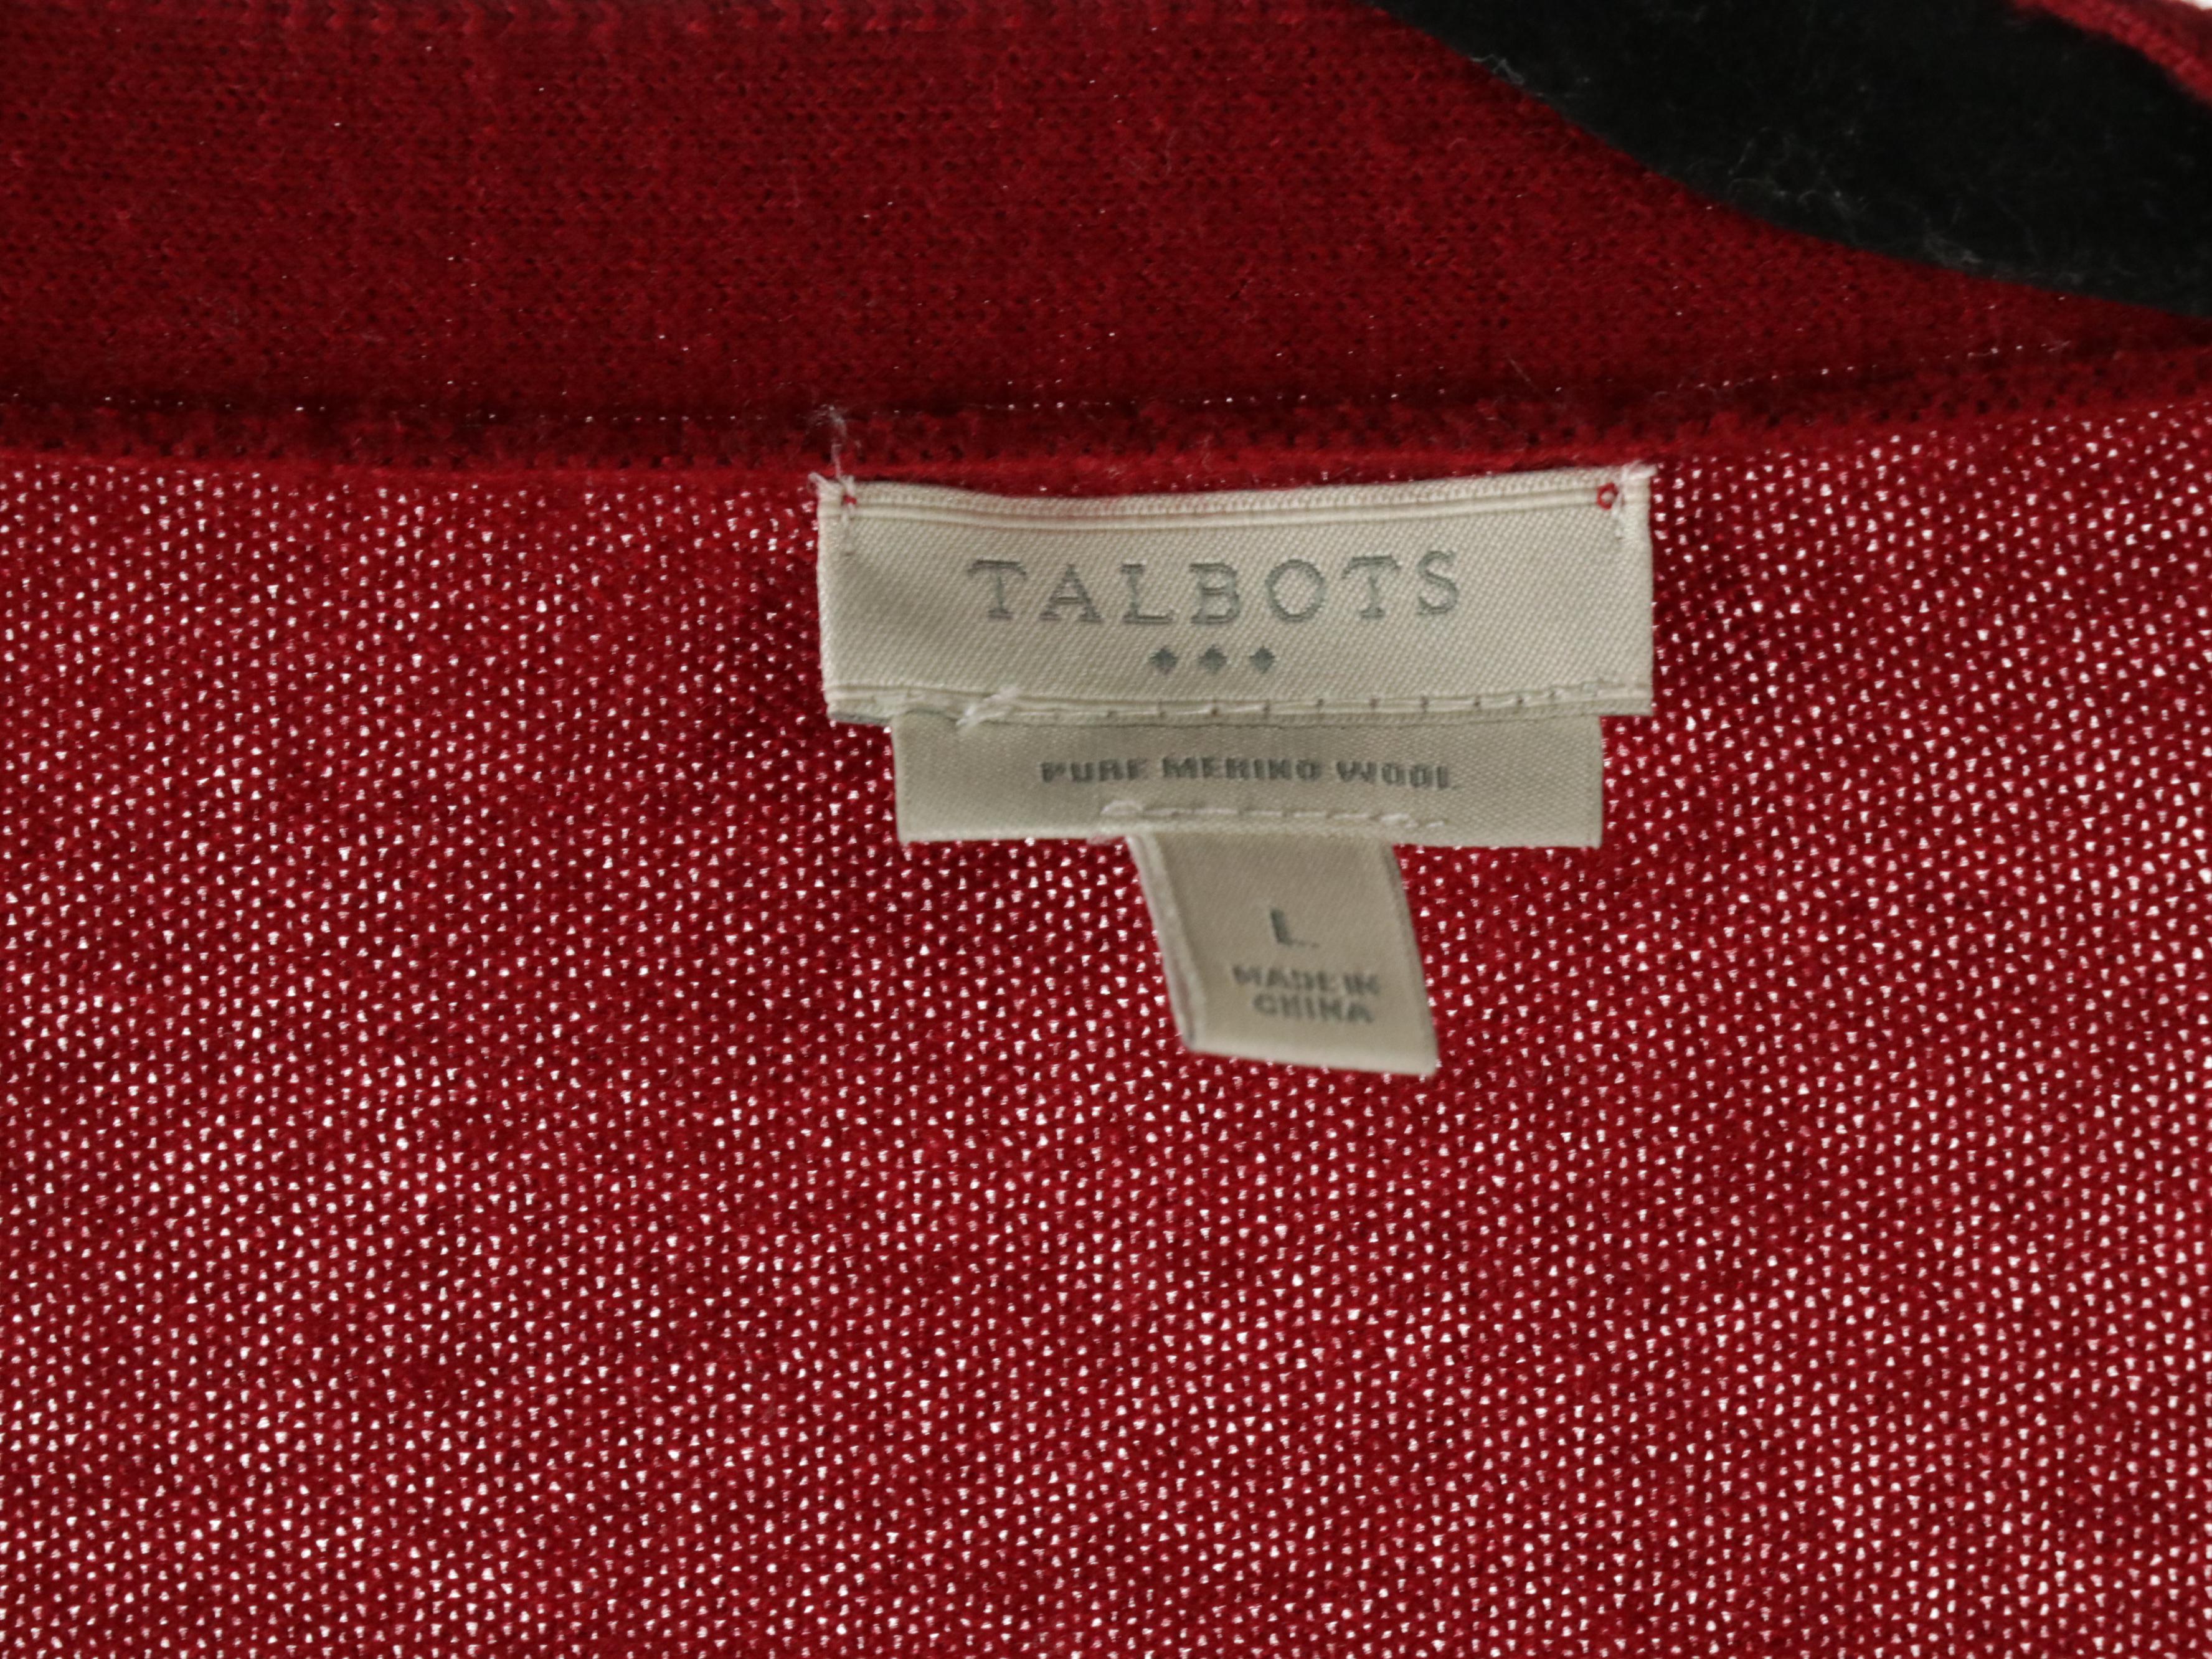 TALBOTS
PURE MERINO WOOL
L
MADE IN
CHINA